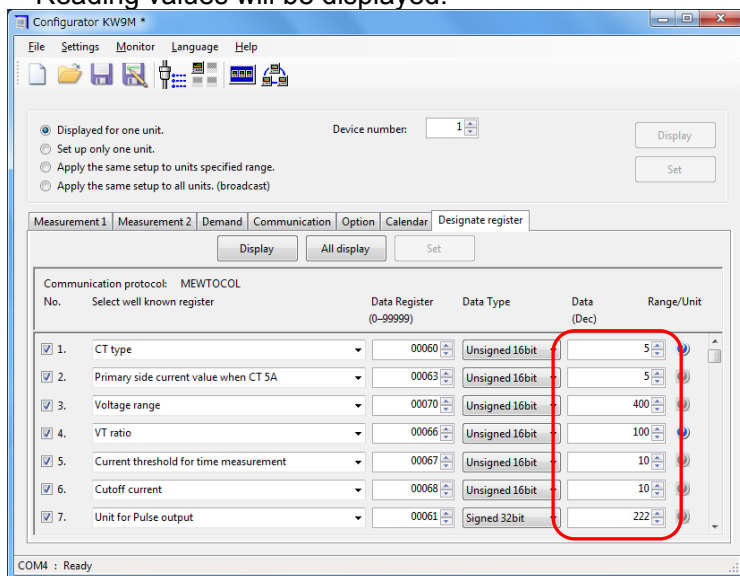 Reading values will be displayed.
Configurator KW9M *
File Settings Monitor Language Help
Displayed for one unit. Device number: 1 Display
Set up only one unit.
Apply the same setup to units specified range. Set
Apply the same setup to all units. (broadcast)
Measurement 1 Measurement 2 Demand Communication Option Calendar Designate register
Display All display Set
Communication protocol: MEWTOCOL
No. Select well known register Data Register Data Type Data Range/Unit
(0–99999) (Dec)
1. CT type 00060 Unsigned 16bit 5
2. Primary side current value when CT 5A 00063 Unsigned 16bit 5
3. Voltage range 00070 Unsigned 16bit 400
4. VT ratio 00066 Unsigned 16bit 100
5. Current threshold for time measurement 00067 Unsigned 16bit 10
6. Cutoff current 00068 Unsigned 16bit 10
7. Unit for Pulse output 00061 Signed 32bit 222
COM4 : Ready